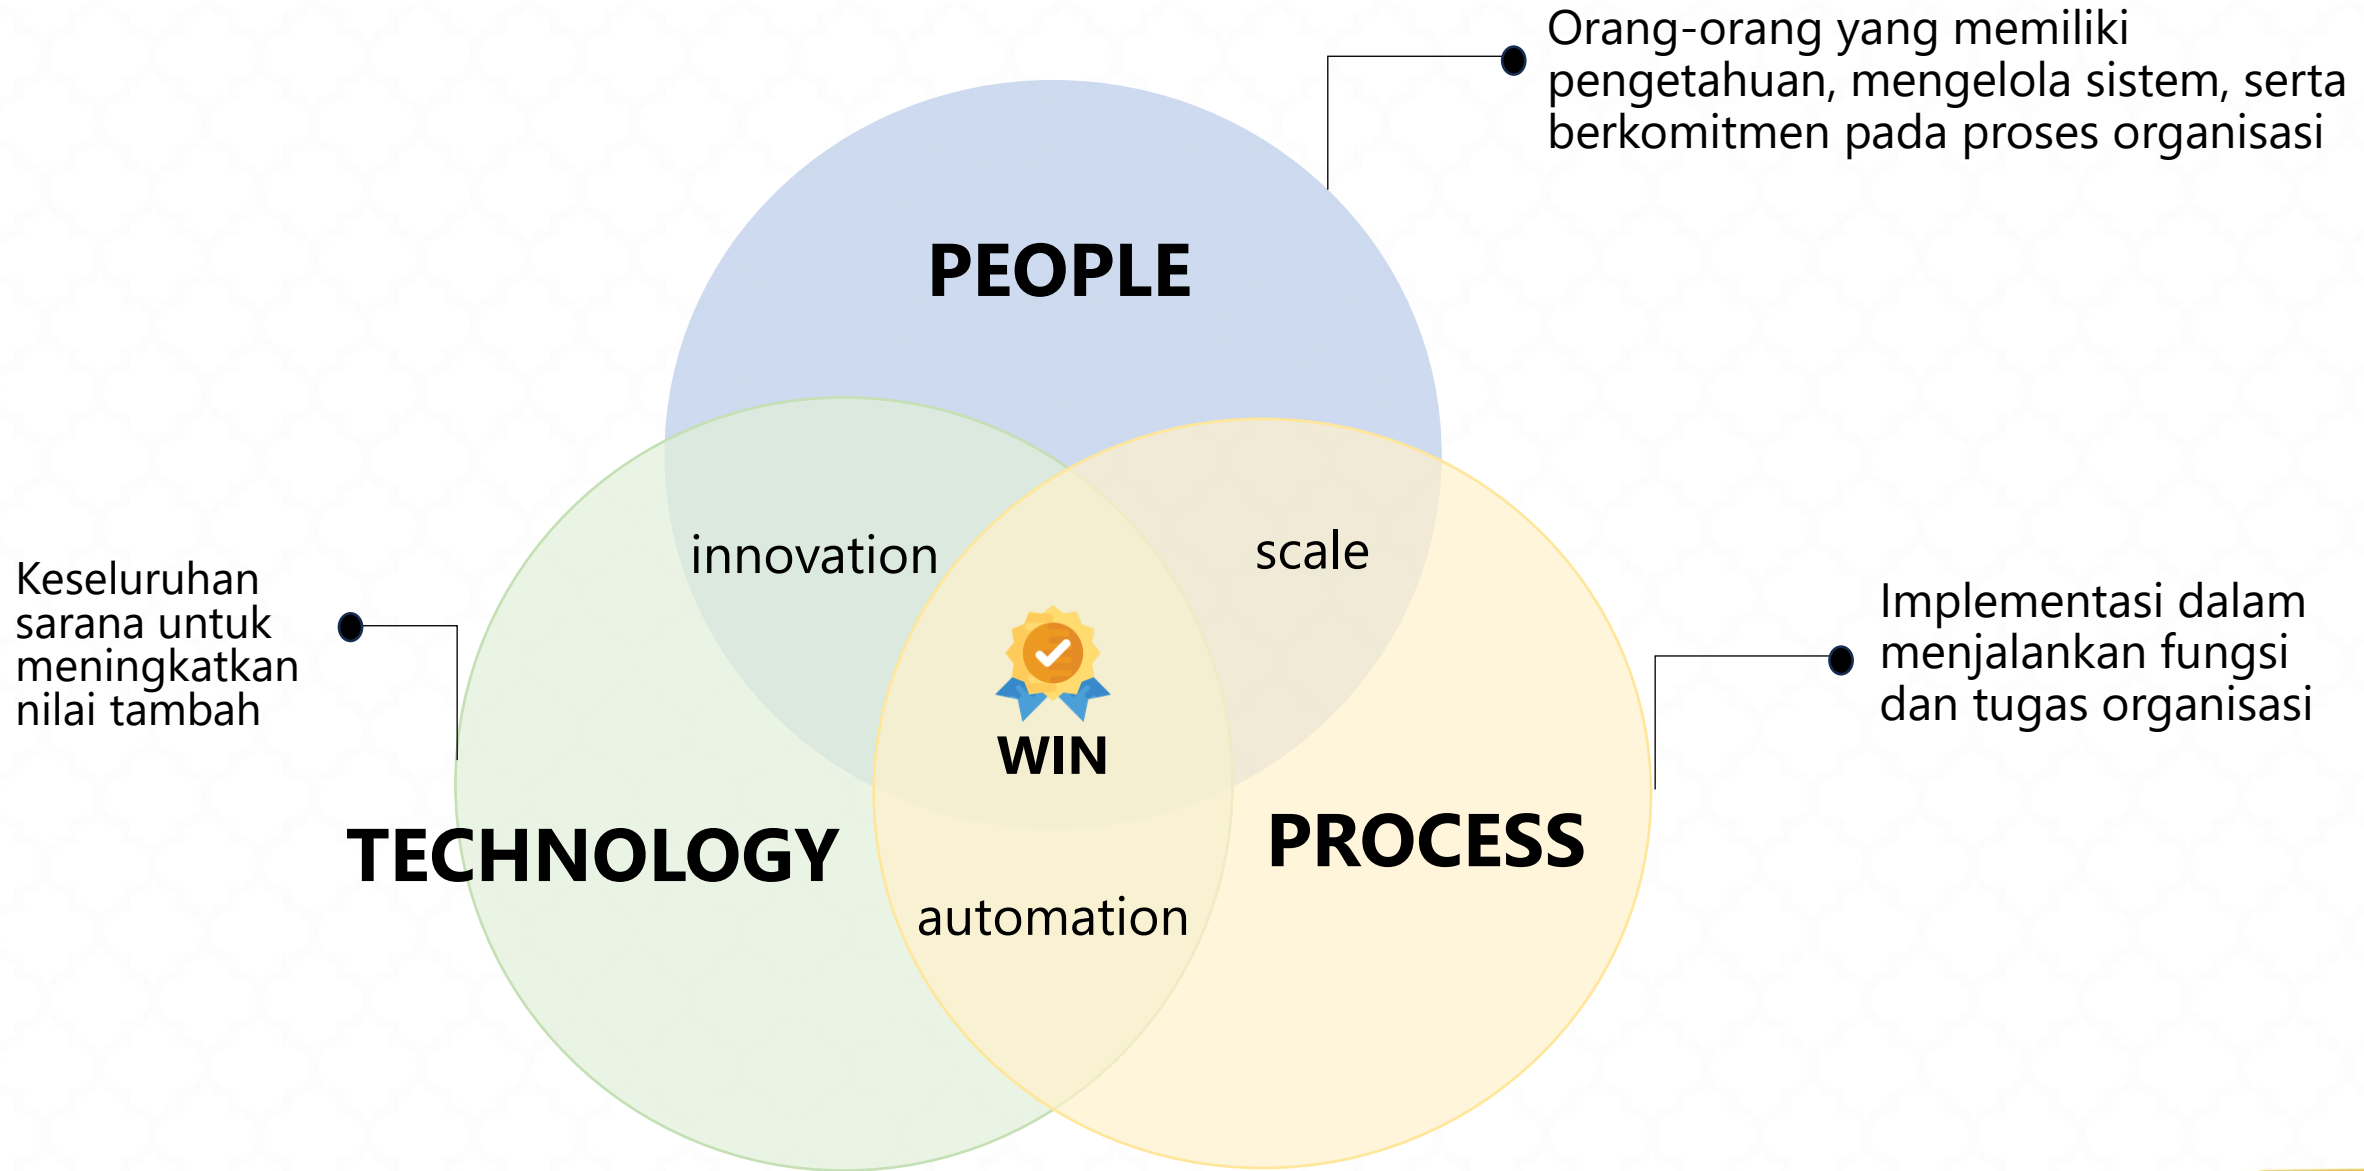 Orang-orang yang memiliki
pengetahuan, mengelola sistem, serta
berkomitmen pada proses organisasi
PEOPLE
innovation
scale
Keseluruhan
sarana untuk
meningkatkan
nilai tambah
Implementasi dalam
menjalankan fungsi
dan tugas organisasi
WIN
TECHNOLOGY
PROCESS
automation